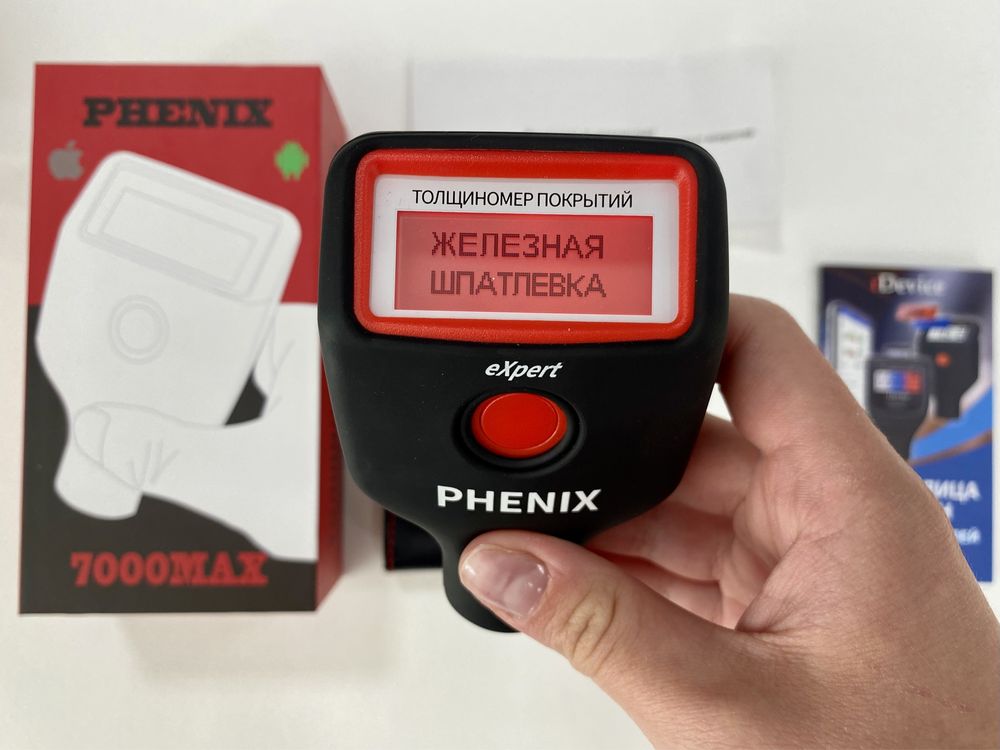 PHENIX
7000MAX
ТОЛЩИНОМЕР ПОКРЫТИЙ
ЖЕЛЕЗНАЯ
ШПАТЛЕВКА
eXpert
PHENIX
iDevice